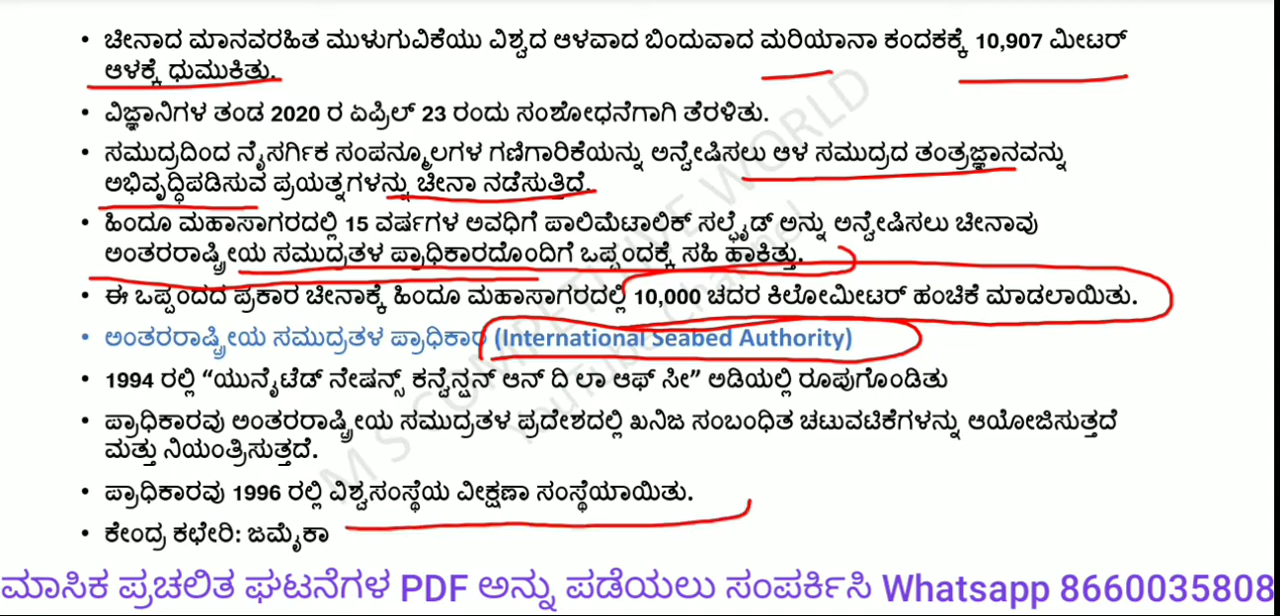 • ಚೀನಾದ ಮಾನವರಹಿತ ಮುಳುಗುವಿಕೆಯು ವಿಶ್ವದ ಆಳವಾದ ಬಿಂದುವಾದ ಮರಿಯಾನಾ ಕಂದಕಕ್ಕೆ 10,907 ಮೀಟರ್
ಆಳಕ್ಕೆ ಧುಮುಕಿತು.
• ವಿಜ್ಞಾನಿಗಳ ತಂಡ 2020 ರ ಏಪ್ರಿಲ್ 23 ರಂದು ಸಂಶೋಧನೆಗಾಗಿ ತೆರಳಿತು.
• ಸಮುದ್ರದಿಂದ ನೈಸರ್ಗಿಕ ಸಂಪನ್ಮೂಲಗಳ ಗಣಿಗಾರಿಕೆಯನ್ನು ಅನ್ವೇಷಿಸಲು ಆಳ ಸಮುದ್ರದ ತಂತ್ರಜ್ಞಾನವನ್ನು
ಅಭಿವೃದ್ಧಿಪಡಿಸುವ ಪ್ರಯತ್ನಗಳನ್ನು ಚೀನಾ ನಡೆಸುತ್ತಿದೆ.
• ಹಿಂದೂ ಮಹಾಸಾಗರದಲ್ಲಿ 15 ವರ್ಷಗಳ ಅವಧಿಗೆ ಪಾಲಿಮೆಟಾಲಿಕ್ ಸಲ್ಫೈಡ್ ಅನ್ನು ಅನ್ವೇಷಿಸಲು ಚೀನಾವು
ಅಂತರರಾಷ್ಟ್ರೀಯ ಸಮುದ್ರತಳ ಪ್ರಾಧಿಕಾರದೊಂದಿಗೆ ಒಪ್ಪಂದಕ್ಕೆ ಸಹಿ ಹಾಕಿತ್ತು.
• ಈ ಒಪ್ಪಂದದ ಪ್ರಕಾರ ಚೀನಾಕ್ಕೆ ಹಿಂದೂ ಮಹಾಸಾಗರದಲ್ಲಿ 10,000 ಚದರ ಕಿಲೋಮೀಟರ್ ಹಂಚಿಕೆ ಮಾಡಲಾಯಿತು.
• ಅಂತರರಾಷ್ಟ್ರೀಯ ಸಮುದ್ರತಳ ಪ್ರಾಧಿಕಾರ (International Seabed Authority)
• 1994 ರಲ್ಲಿ “ಯುನೈಟೆಡ್ ನೇಷನ್ಸ್ ಕನ್ವೆನ್ಷನ್ ಆನ್ ದಿ ಲಾ ಆಫ್ ಸೀ” ಅಡಿಯಲ್ಲಿ ರೂಪುಗೊಂಡಿತು
• ಪ್ರಾಧಿಕಾರವು ಅಂತರರಾಷ್ಟ್ರೀಯ ಸಮುದ್ರತಳ ಪ್ರದೇಶದಲ್ಲಿ ಖನಿಜ ಸಂಬಂಧಿತ ಚಟುವಟಿಕೆಗಳನ್ನು ಆಯೋಜಿಸುತ್ತದೆ
ಮತ್ತು ನಿಯಂತ್ರಿಸುತ್ತದೆ.
• ಪ್ರಾಧಿಕಾರವು 1996 ರಲ್ಲಿ ವಿಶ್ವಸಂಸ್ಥೆಯ ವೀಕ್ಷಣಾ ಸಂಸ್ಥೆಯಾಯಿತು.
• ಕೇಂದ್ರ ಕಛೇರಿ: ಜಮೈಕಾ
M S COMPETITIVE WORLD
YouTube Channel
ಮಾಸಿಕ ಪ್ರಚಲಿತ ಘಟನೆಗಳ PDF ಅನ್ನು ಪಡೆಯಲು ಸಂಪರ್ಕಿಸಿ Whatsapp 8660035808